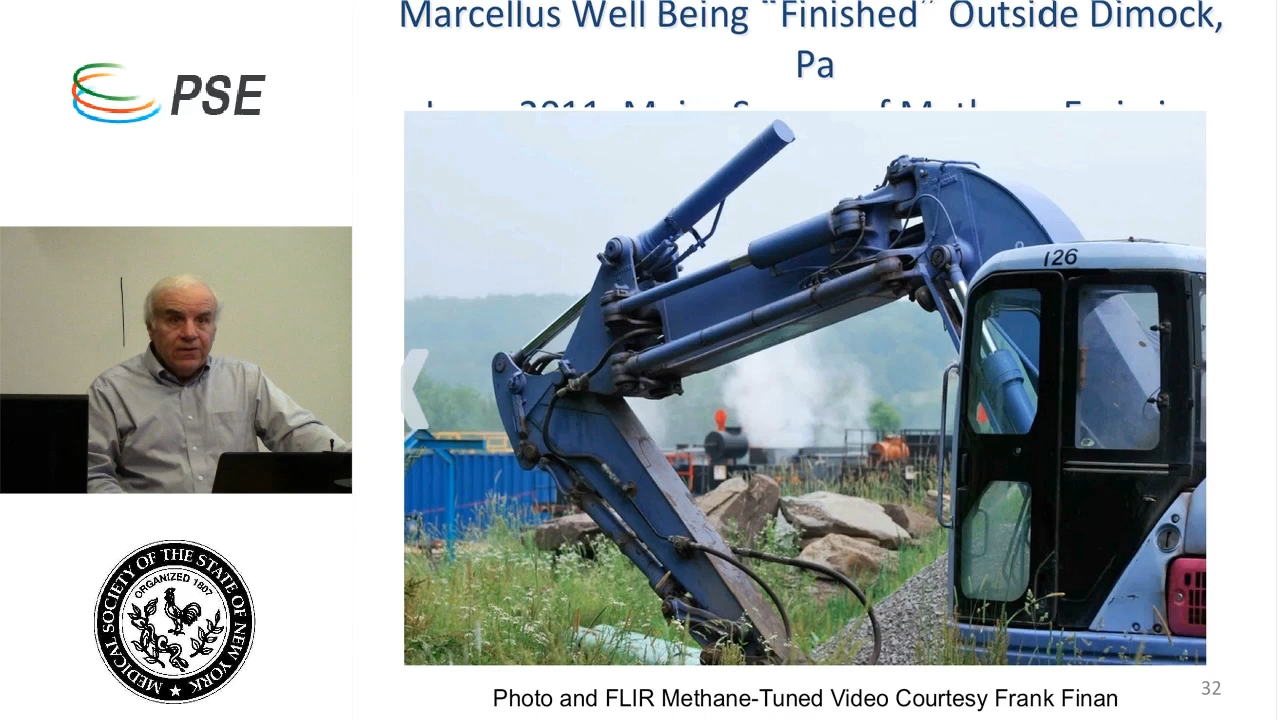 Marcellus Well Being “Finished” Outside Dimock,
Pa
PSE
126
MEDICAL SOCIETY OF THE STATE OF NEW YORK
ORGANIZED 1807
Photo and FLIR Methane-Tuned Video Courtesy Frank Finan
32